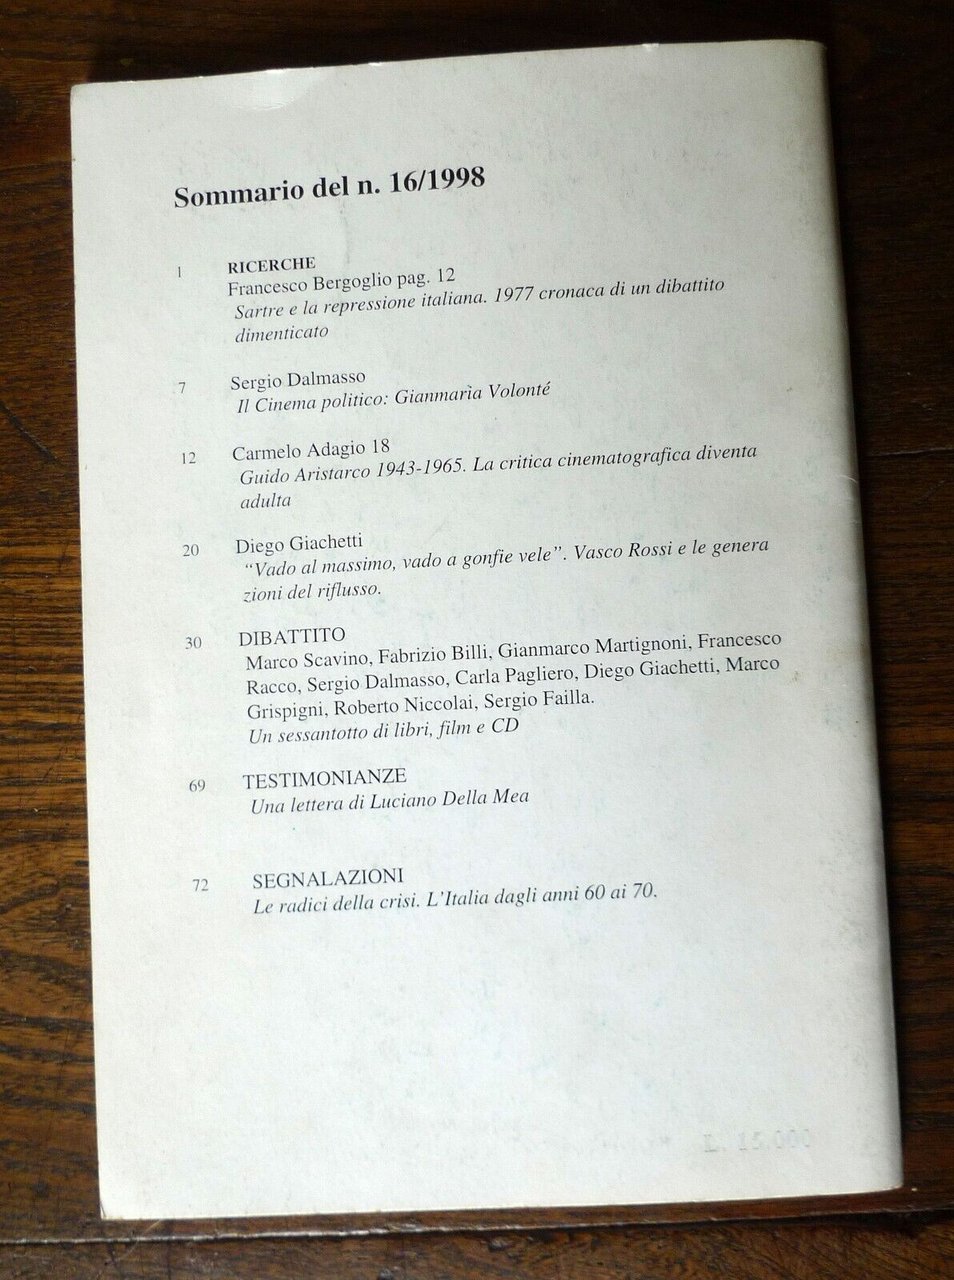 Sommario del n. 16/1998
1 RICERCHE
Francesco Bergoglio pag. 12
Sartre e la repressione italiana. 1977 cronaca di un dibattito
dimenticato
7 Sergio Dalmasso
Il Cinema politico: Gianmaria Volonté
12 Carmelo Adagio 18
Guido Aristarco 1943-1965. La critica cinematografica diventa
adulta
20 Diego Giachetti
“Vado al massimo, vado a gonfie vele”. Vasco Rossi e le genera
zioni del riflusso.
30 DIBATTITO
Marco Scavino, Fabrizio Billi, Gianmarco Martignoni, Francesco
Racco, Sergio Dalmasso, Carla Pagliero, Diego Giachetti, Marco
Grispigni, Roberto Niccolai, Sergio Failla.
Un sessantotto di libri, film e CD
69 TESTIMONIANZE
Una lettera di Luciano Della Mea
72 SEGNALAZIONI
Le radici della crisi. L'Italia dagli anni 60 ai 70.